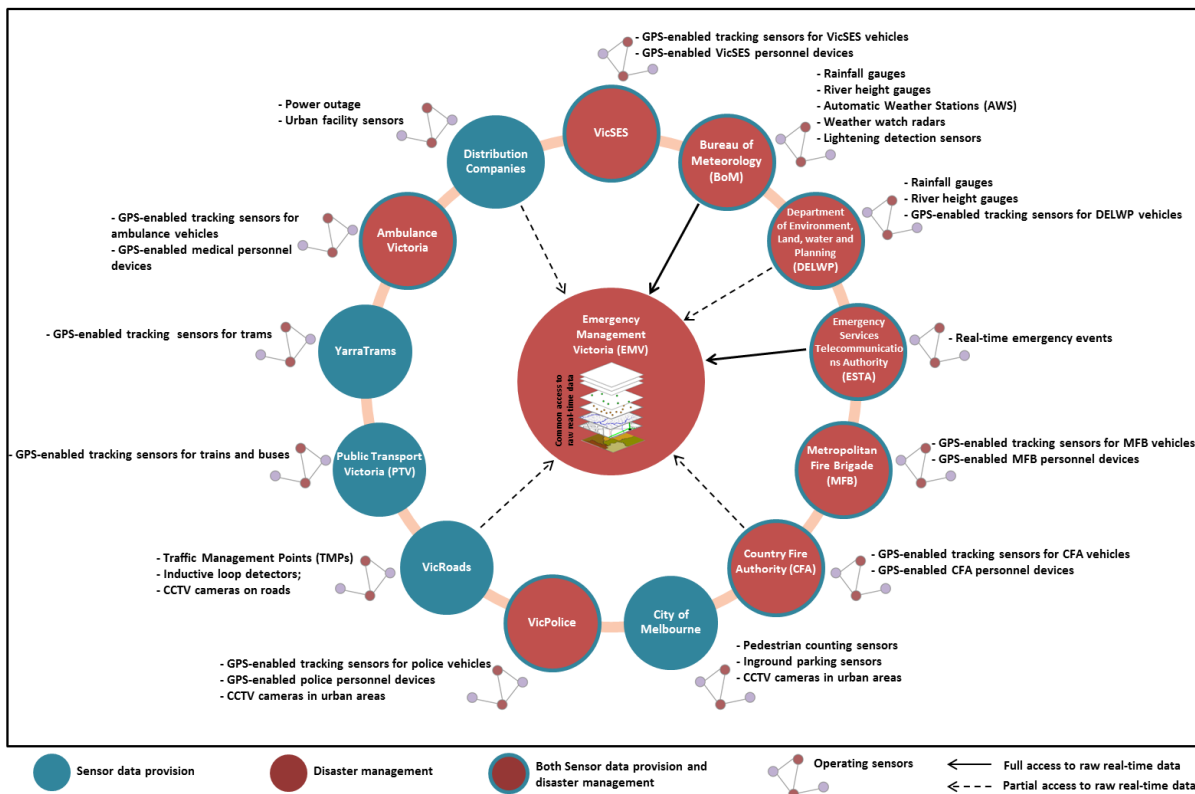 - GPS-enabled tracking sensors for VicSES vehicles
- GPS-enabled VicSES personnel devices
- Rainfall gauges
- River height gauges
- Automatic Weather Stations (AWS)
- Weather watch radars
- Lightening detection sensors
- Power outage
- Urban facility sensors
VicSES
Distribution
Companies
Bureau of
Meteorology
(BoM)
- Rainfall gauges
- River height gauges
- GPS-enabled tracking sensors for DELWP vehicles
- GPS-enabled tracking sensors for
ambulance vehicles
- GPS-enabled medical personnel
devices
Ambulance
Victoria
Department
of Environment,
Land, water and
Planning
(DELWP)
- GPS-enabled tracking  sensors for trams
YarraTrams
Emergency
Management
Victoria (EMV)
Common access to
raw real-time data
Emergency
Services
Telecommunicatio
ns Authority
(ESTA)
- Real-time emergency events
- GPS-enabled tracking sensors for trains and buses
Public Transport
Victoria (PTV)
Metropolitan
Fire Brigade
(MFB)
- GPS-enabled tracking sensors for MFB vehicles
- GPS-enabled MFB personnel devices
- Traffic Management Points (TMPs)
- Inductive loop detectors;
- CCTV cameras on roads
VicRoads
Country Fire
Authority (CFA)
- GPS-enabled tracking sensors for CFA vehicles
- GPS-enabled CFA personnel devices
VicPolice
City of
Melbourne
- GPS-enabled tracking sensors for police vehicles
- GPS-enabled police personnel devices
- CCTV cameras in urban areas
- Pedestrian counting sensors
- Inground parking sensors
- CCTV cameras in urban areas
Sensor data provision
Disaster management
Both Sensor data provision and
disaster management
Operating sensors
Full access to raw real-time data
Partial access to raw real-time data